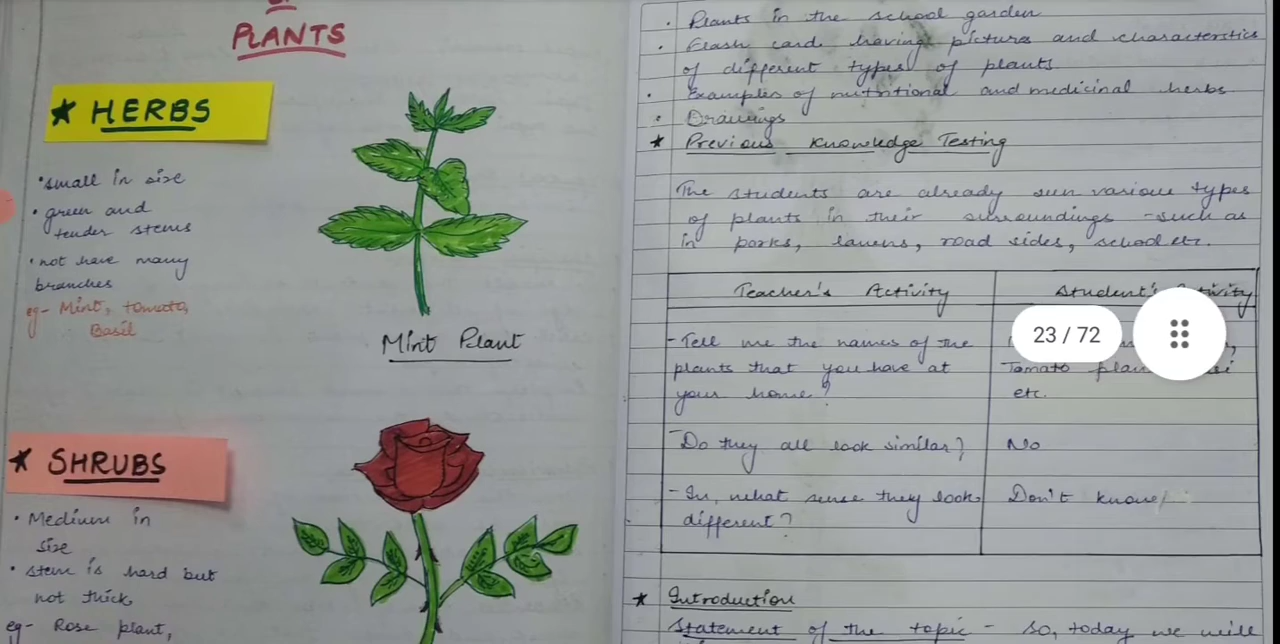 PLANTS
★ HERBS
• small in size
• green and
tender stems
• not have many
branches
eg- Mint, tomato,
Basil
Mint Plant
★ SHRUBS
• Medium in
size
• stem is hard but
not thick
eg- Rose plant,
• Plants in the school garden
• Flash cards having pictures and characteristics
of different types of plants
• Examples of nutritional and medicinal herbs
• Drawings
★ Previous Knowledge Testing
The students are already seen various types
of plants in their surroundings - such as
in parks, lawns, road sides, school etc.
Teacher's Activity
Student's
- Tell me the names of the
plants that you have at
your home?
Tomato
etc.
- Do they all look similar?
No
- In, what sense they look
different?
Don't know
23 / 72
★ Introduction
Statement of the topic - So, today we will